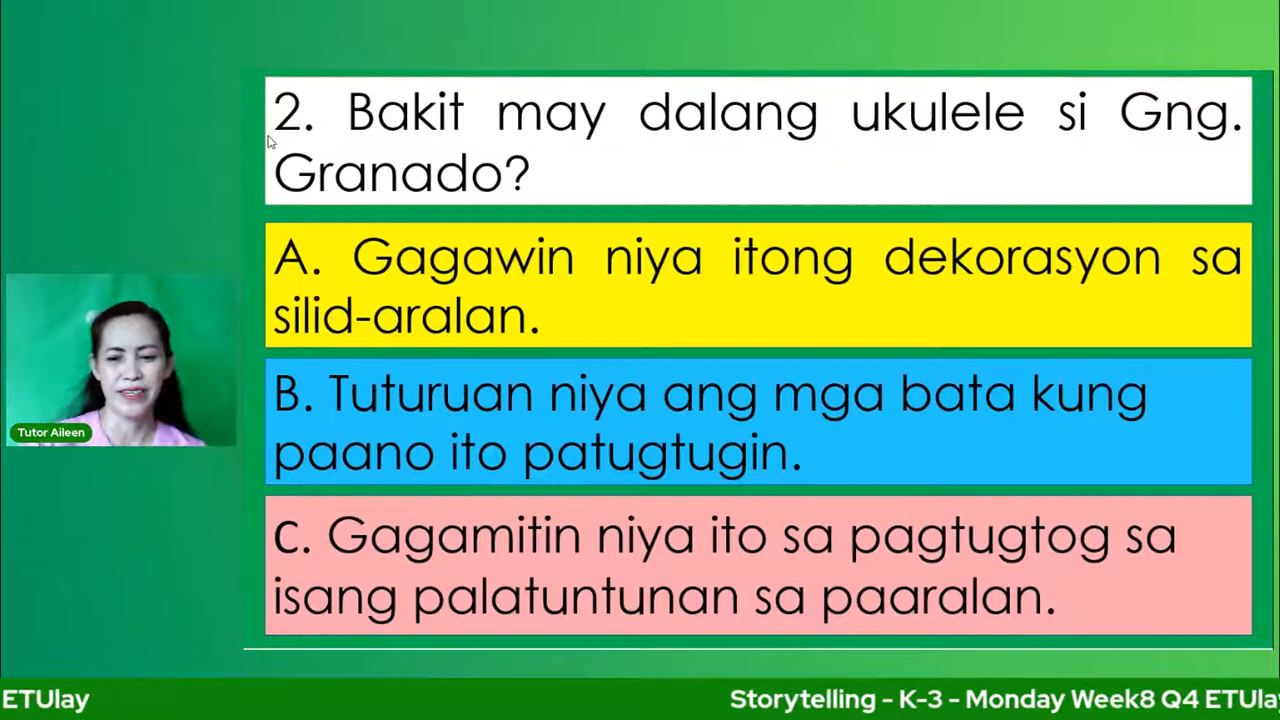 2. Bakit may dalang ukulele si Gng.
Granado?
A. Gagawin niya itong dekorasyon sa
silid-aralan.
B. Tuturuan niya ang mga bata kung
paano ito patugtugin.
C. Gagamitin niya ito sa pagtugtog sa
isang palatuntunan sa paaralan.
Tutor Aileen
ETUlay
Storytelling - K-3 - Monday Week8 Q4 ETUlay